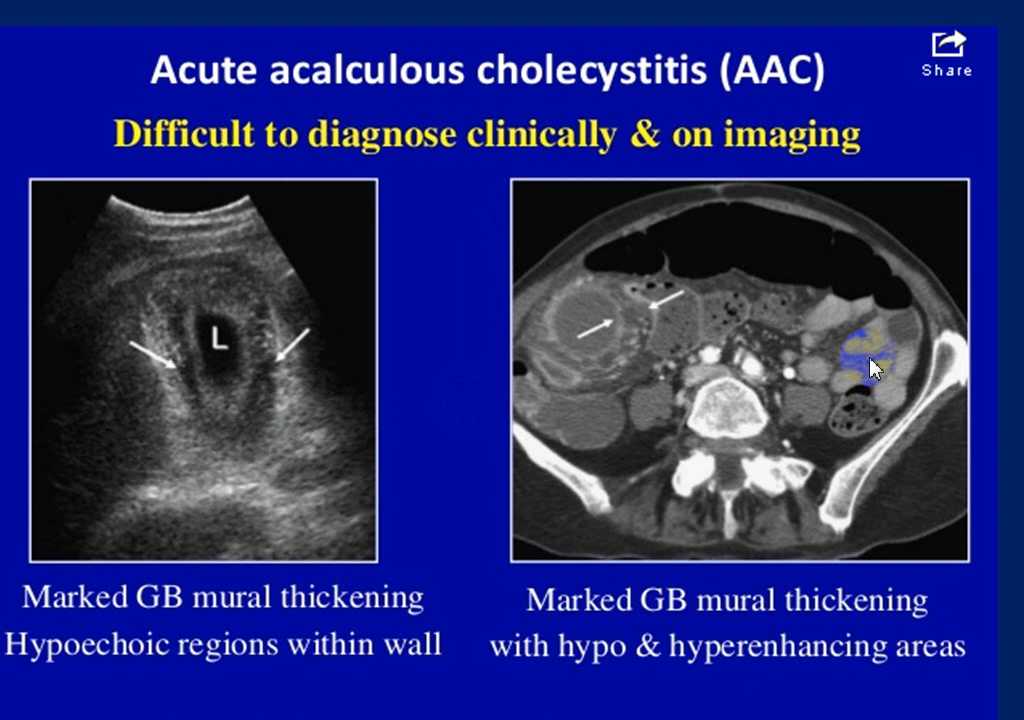 Share
Acute acalculous cholecystitis (AAC)
Difficult to diagnose clinically & on imaging
L
Marked GB mural thickening
Hypoechoic regions within wall
Marked GB mural thickening
with hypo & hyperenhancing areas